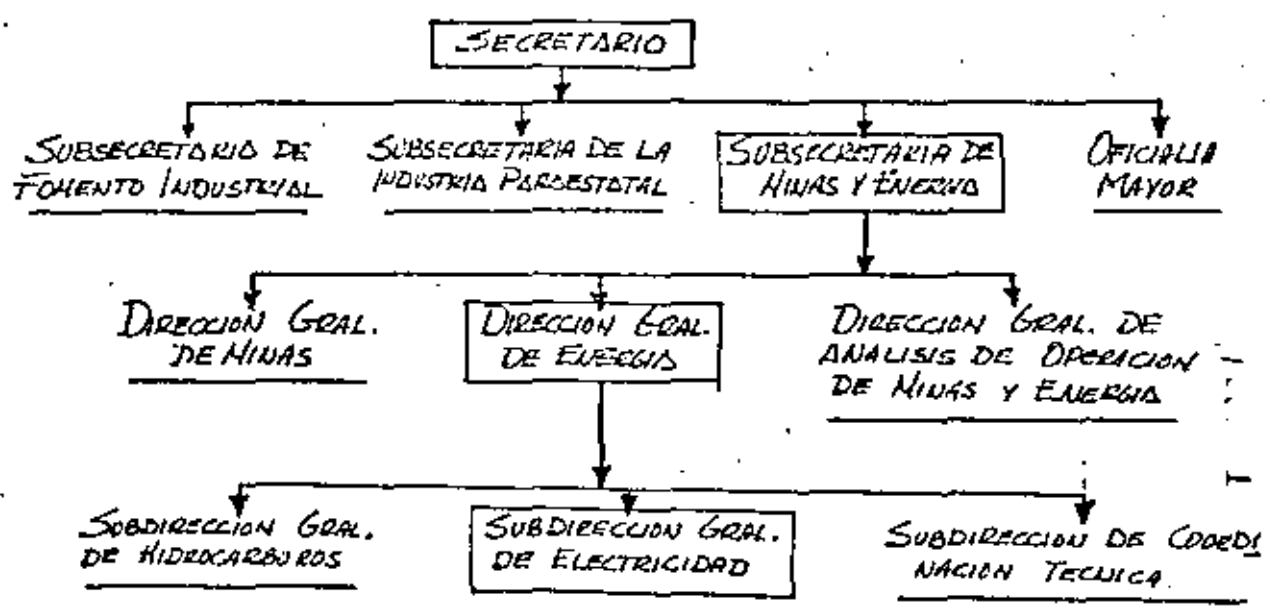 SECRETARIO
SUBSECRETARIO DE
FOMENTO INDUSTRIAL
SUBSECRETARIA DE LA
INDUSTRIA PARAESTATAL
SUBSECRETARIA DE
MINAS Y ENERGIA
OFICIALIA
MAYOR
DIRECCION GRAL.
DE MINAS
DIRECCION GRAL.
DE ENERGIA
DIRECCION GRAL. DE
ANALISIS DE OPERACION
DE MINAS Y ENERGIA
SUBDIRECCION GRAL.
DE HIDROCARBUROS
SUBDIRECCION GRAL.
DE ELECTRICIDAD
SUBDIRECCION DE COORDI
NACION TECNICA.